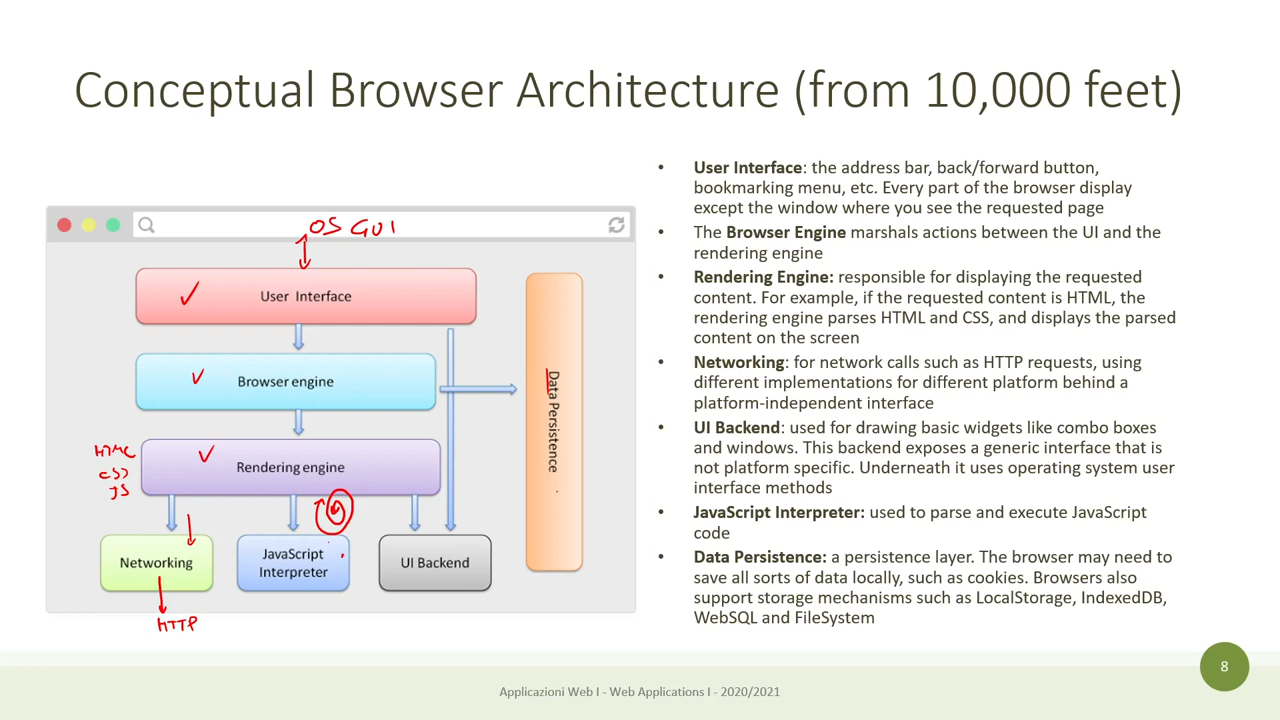 Conceptual Browser Architecture (from 10,000 feet)
OS GUI
User Interface
Browser engine
Data Persistence
HTML
CSS
JS
Rendering engine
Networking
JavaScript
Interpreter
UI Backend
HTTP
• User Interface: the address bar, back/forward button,
bookmarking menu, etc. Every part of the browser display
except the window where you see the requested page
• The Browser Engine marshals actions between the UI and the
rendering engine
• Rendering Engine: responsible for displaying the requested
content. For example, if the requested content is HTML, the
rendering engine parses HTML and CSS, and displays the parsed
content on the screen
• Networking: for network calls such as HTTP requests, using
different implementations for different platform behind a
platform-independent interface
• UI Backend: used for drawing basic widgets like combo boxes
and windows. This backend exposes a generic interface that is
not platform specific. Underneath it uses operating system user
interface methods
• JavaScript Interpreter: used to parse and execute JavaScript
code
• Data Persistence: a persistence layer. The browser may need to
save all sorts of data locally, such as cookies. Browsers also
support storage mechanisms such as LocalStorage, IndexedDB,
WebSQL and FileSystem
8
Applicazioni Web I - Web Applications I - 2020/2021